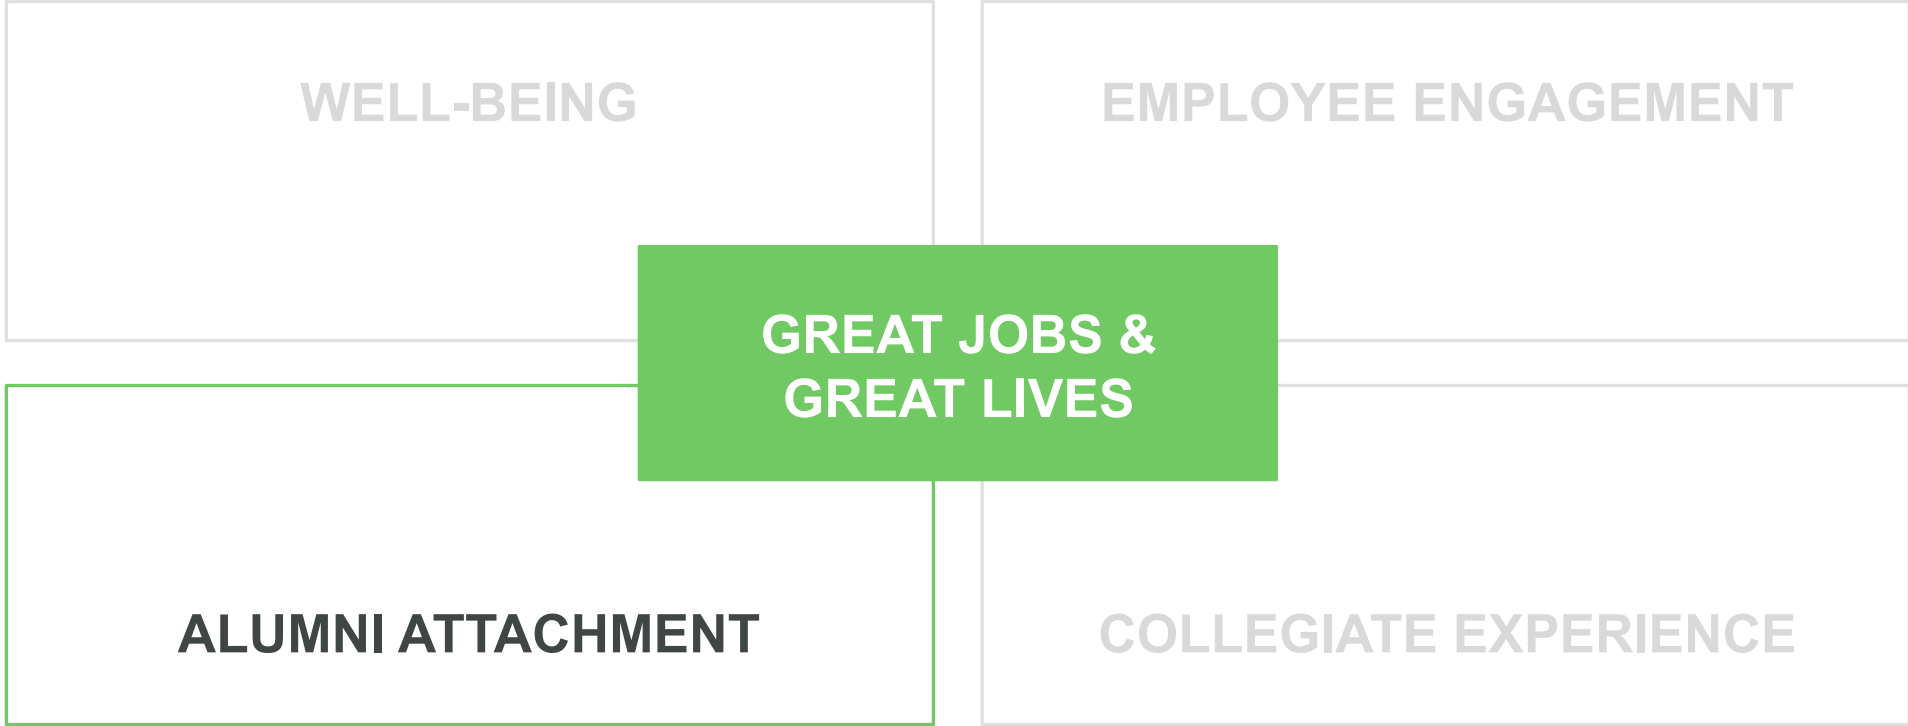 WELL-BEING
EMPLOYEE ENGAGEMENT
GREAT JOBS &
GREAT LIVES
ALUMNI ATTACHMENT
COLLEGIATE EXPERIENCE